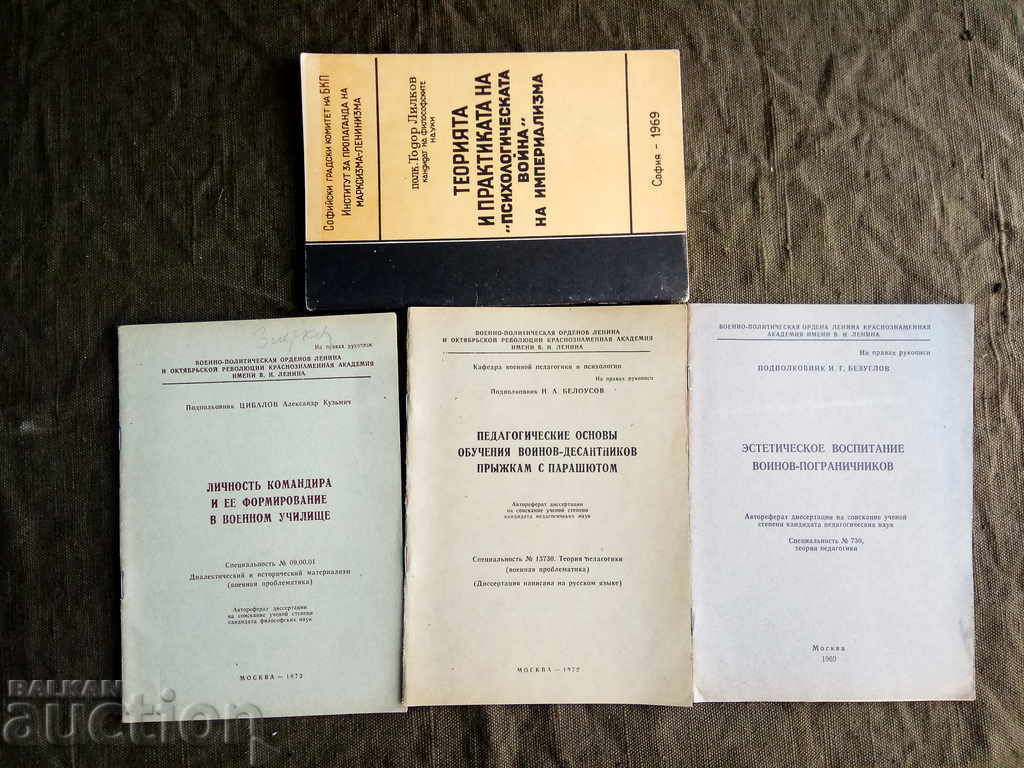 Софийски градски комитет на БКП
Институт за пропаганда на
марксизма-ленинизма
полк. Тодор Лилков
кандидат на философските
науки
ТЕОРИЯТА
И ПРАКТИКАТА НА
"ПСИХОЛОГИЧЕСКАТА
ВОЙНА"
НА ИМПЕРИАЛИЗМА
София - 1969
На правах рукописи
ВОЕННО-ПОЛИТИЧЕСКАЯ ОРДЕНОВ ЛЕНИНА
И ОКТЯБРЬСКОЙ РЕВОЛЮЦИИ КРАСНОЗНАМЕННАЯ АКАДЕМИЯ
ИМЕНИ В. И. ЛЕНИНА
Подполковник ЦИБАЛОВ Александр Кузьмич
ЛИЧНОСТЬ КОМАНДИРА
И ЕЕ ФОРМИРОВАНИЕ
В ВОЕННОМ УЧИЛИЩЕ
Специальность № 09.00.01
Диалектический и исторический материализм
(военная проблематика)
Автореферат диссертации
на соискание ученой степени
кандидата философских наук
МОСКВА — 1973
ВОЕННО-ПОЛИТИЧЕСКАЯ ОРДЕНОВ ЛЕНИНА
И ОКТЯБРЬСКОЙ РЕВОЛЮЦИИ КРАСНОЗНАМЕННАЯ АКАДЕМИЯ
ИМЕНИ В. И. ЛЕНИНА
Кафедра военной педагогики и психологии
На правах рукописи
Подполковник И. А. БЕЛОУСОВ
ПЕДАГОГИЧЕСКИЕ ОСНОВЫ
ОБУЧЕНИЯ ВОИНОВ-ДЕСАНТНИКОВ
ПРЫЖКАМ С ПАРАШЮТОМ
Автореферат диссертации
на соискание ученой степени
кандидата педагогических наук
Специальность № 13730. Теория педагогики
(военная проблематика)
(Диссертация написана на русском языке)
МОСКВА — 1972
ВОЕННО-ПОЛИТИЧЕСКАЯ ОРДЕНА ЛЕНИНА КРАСНОЗНАМЕННАЯ
АКАДЕМИЯ ИМЕНИ В. И. ЛЕНИНА
На правах рукописи
ПОДПОЛКОВНИК И. Г. БЕЗУГЛОВ
ЭСТЕТИЧЕСКОЕ ВОСПИТАНИЕ
ВОИНОВ-ПОГРАНИЧНИКОВ
Автореферат диссертации на соискание ученой
степени кандидата педагогических наук
Специальность № 730,
теория педагогики
Москва
1969
BALKAN
auction